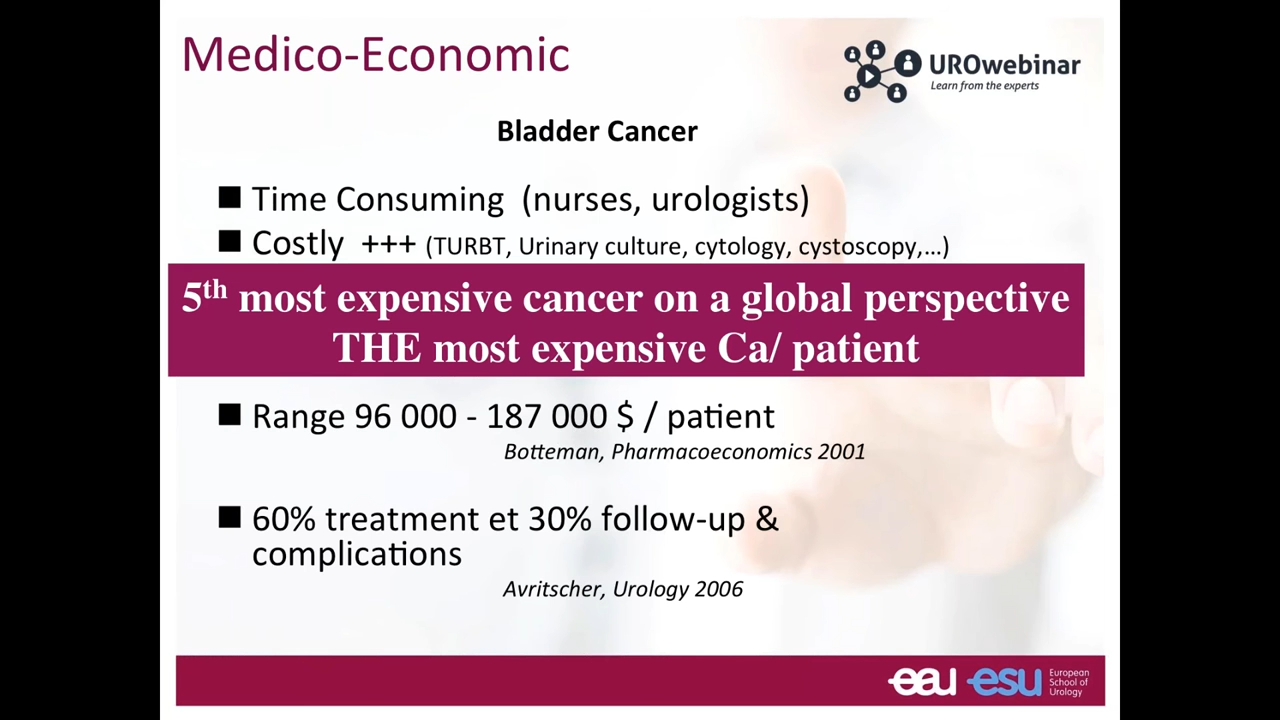 Medico-Economic
UROwebinar
Learn from the experts
Bladder Cancer
Time Consuming (nurses, urologists)
Costly +++ (TURBT, Urinary culture, cytology, cystoscopy,...)
5th most expensive cancer on a global perspective
THE most expensive Ca/ patient
Range 96 000 - 187 000 $ / patient
Botteman, Pharmacoeconomics 2001
60% treatment et 30% follow-up &
complications
Avritscher, Urology 2006
eau esu European
School of
Urology